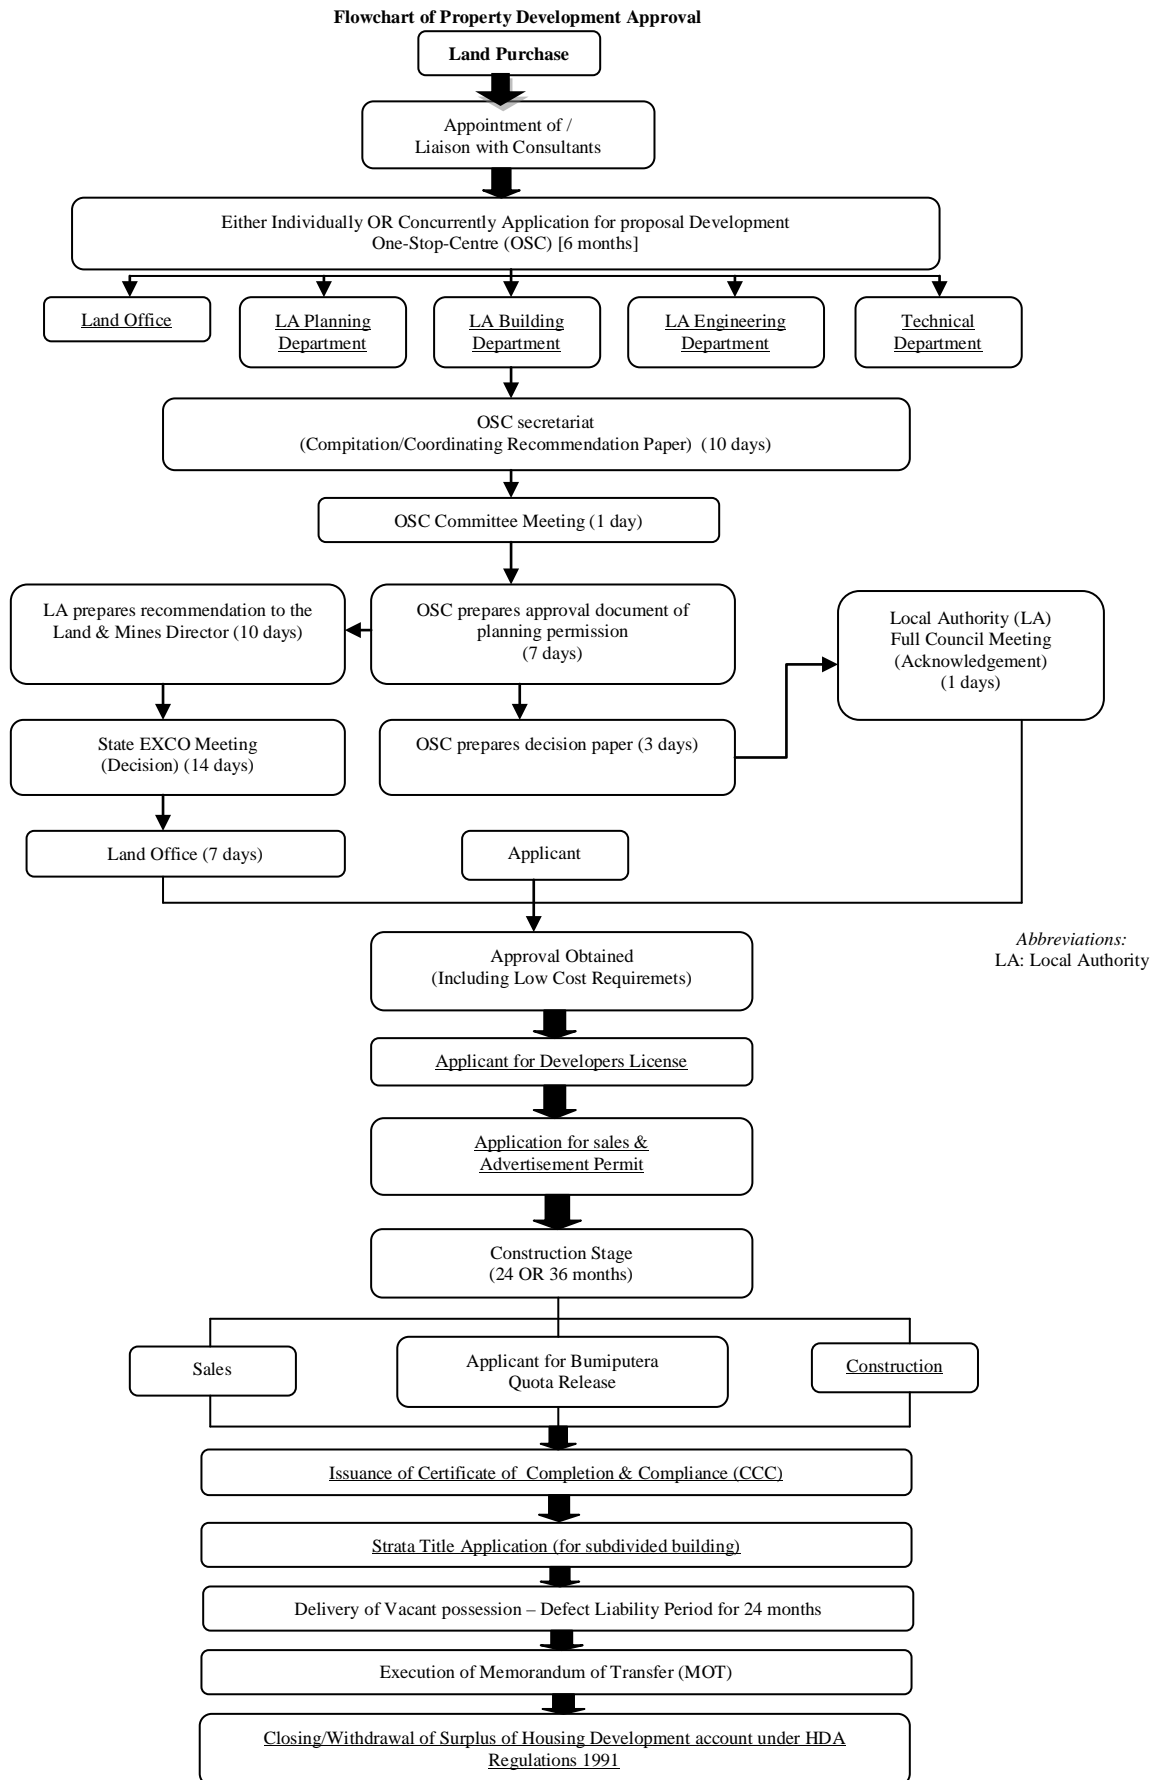 Flowchart of Property Development Approval
Land Purchase
Appointment of /
Liaison with Consultants
Either Individually OR Concurrently Application for proposal Development
One-Stop-Centre (OSC) [6 months]
Land Office
LA Planning
Department
LA Building
Department
LA Engineering
Department
Technical
Department
OSC secretariat
(Compitation/Coordinating Recommendation Paper) (10 days)
OSC Committee Meeting (1 day)
LA prepares recommendation to the
Land & Mines Director (10 days)
OSC prepares approval document of
planning permission
(7 days)
Local Authority (LA)
Full Council Meeting
(Acknowledgement)
(1 days)
State EXCO Meeting
(Decision) (14 days)
OSC prepares decision paper (3 days)
Land Office (7 days)
Applicant
Approval Obtained
(Including Low Cost Requiremets)
Abbreviations:
LA: Local Authority
Applicant for Developers License
Application for sales &
Advertisement Permit
Construction Stage
(24 OR 36 months)
Sales
Applicant for Bumiputera
Quota Release
Construction
Issuance of Certificate of Completion & Compliance (CCC)
Strata Title Application (for subdivided building)
Delivery of Vacant possession – Defect Liability Period for 24 months
Execution of Memorandum of Transfer (MOT)
Closing/Withdrawal of Surplus of Housing Development account under HDA
Regulations 1991